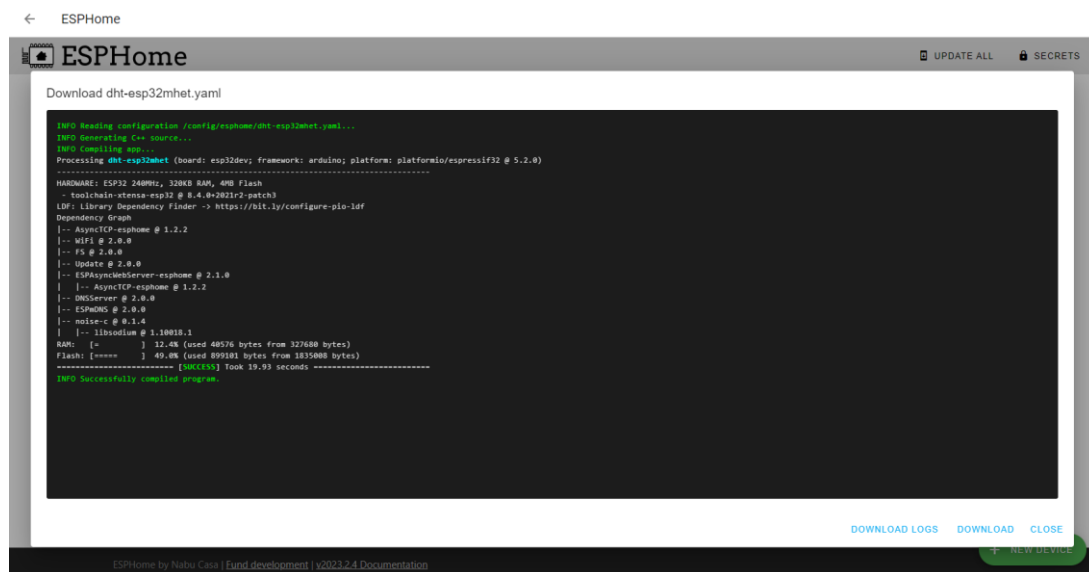 ESPHome
ESPHome
UPDATE ALL
SECRETS
Download dht-esp32mhet.yaml
INFO Reading configuration /config/esphome/dht-esp32mhet.yaml...
INFO Generating C++ source...
INFO Compiling app...
Processing dht-esp32mhet (board: esp32dev; framework: arduino; platform: platformio/espressif32 @ 5.2.0)
--------------------------------------------------------------------------------
HARDWARE: ESP32 240MHz, 320KB RAM, 4MB Flash
- toolchain-xtensa-esp32 @ 8.4.0+2021r2-patch3
LDF: Library Dependency Finder -> https://bit.ly/configure-pio-ldf
Dependency Graph
|-- AsyncTCP-esphome @ 1.2.2
|-- WiFi @ 2.0.0
|-- FS @ 2.0.0
|-- Update @ 2.0.0
|-- ESPAsyncWebServer-esphome @ 2.1.0
|   |-- AsyncTCP-esphome @ 1.2.2
|-- DNSServer @ 2.0.0
|-- ESPmDNS @ 2.0.0
|-- noise-c @ 0.1.4
|   |-- libsodium @ 1.10018.1
RAM:   [=         ]  12.4% (used 40576 bytes from 327680 bytes)
Flash: [=====     ]  49.0% (used 899101 bytes from 1835008 bytes)
========================= [SUCCESS] Took 19.93 seconds =========================
INFO Successfully compiled program.
DOWNLOAD LOGS
DOWNLOAD
CLOSE
+ NEW DEVICE
ESPHome by Nabu Casa | Fund development | v2023.2.4 Documentation